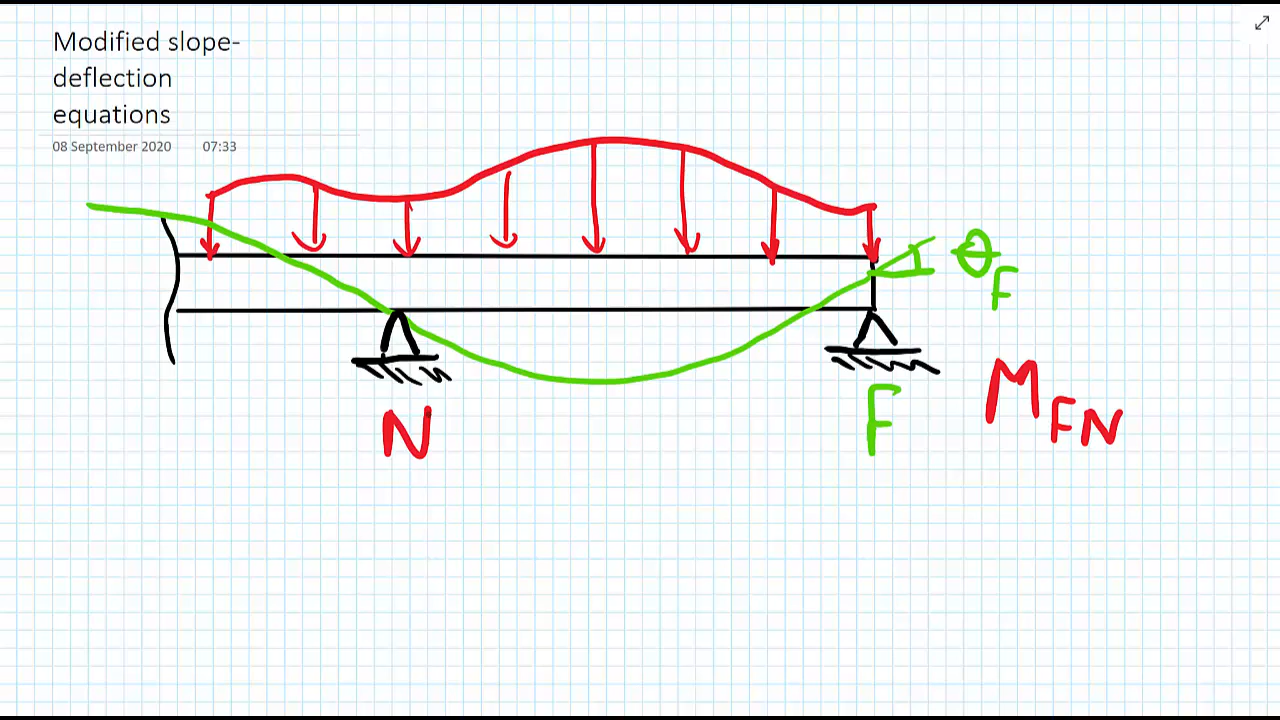 Modified slope-
deflection
equations
08 September 2020 07:33
θF
N
F
MFN